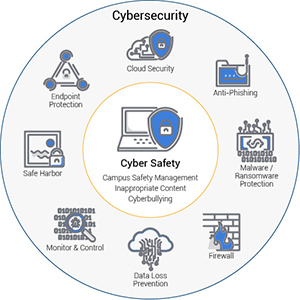 Cybersecurity
Cloud Security
Anti-Phishing
Malware /
Ransomware
Protection
Firewall
Data Loss
Prevention
Monitor & Control
Safe Harbor
Endpoint
Protection
Cyber Safety
Campus Safety Management
Inappropriate Content
Cyberbullying